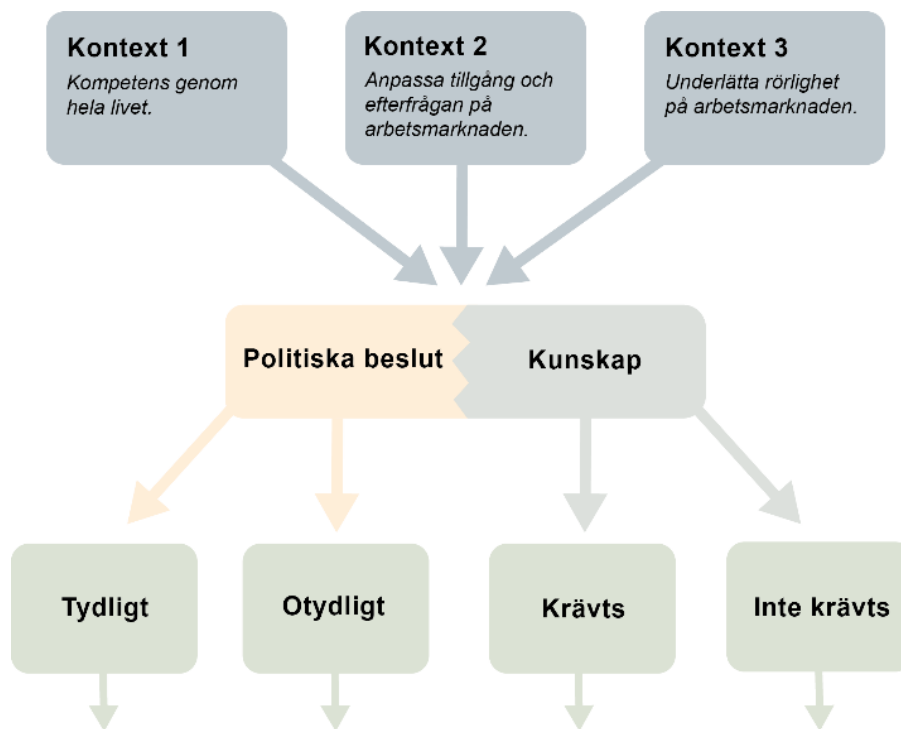 Kontext 1
Kompetens genom
hela livet.
Kontext 2
Anpassa tillgång och
efterfrågan på
arbetsmarknaden.
Kontext 3
Underlätta rörlighet
på arbetsmarknaden.
Politiska beslut
Kunskap
Tydligt
Otydligt
Krävts
Inte krävts